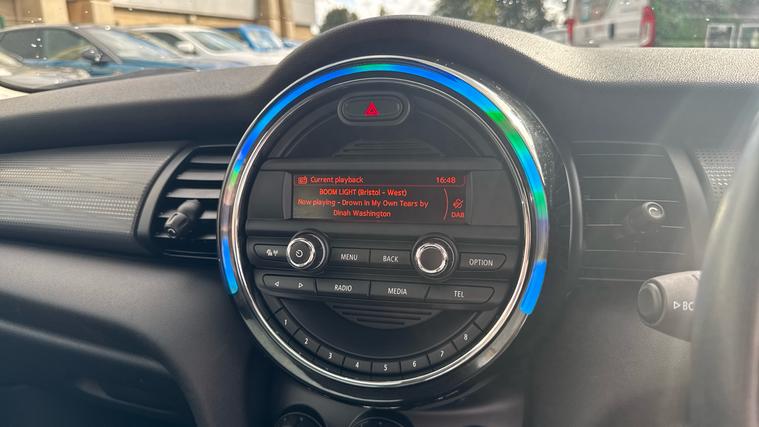 Current playback 16:48
BOOM LIGHT (Bristol - West)
Now playing - Drown In My Own Tears by
Dinah Washington
DAB
MENU BACK OPTION
RADIO MEDIA TEL
1 2 3 4 5 6 7 8
BC